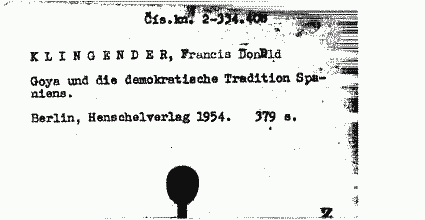 Čís.kn. 2-334.408
K L I N G E N D E R, Francis Donald
Goya und die demokratische Tradition Spa-
niens.
Berlin, Henschelverlag 1954. 379 s.